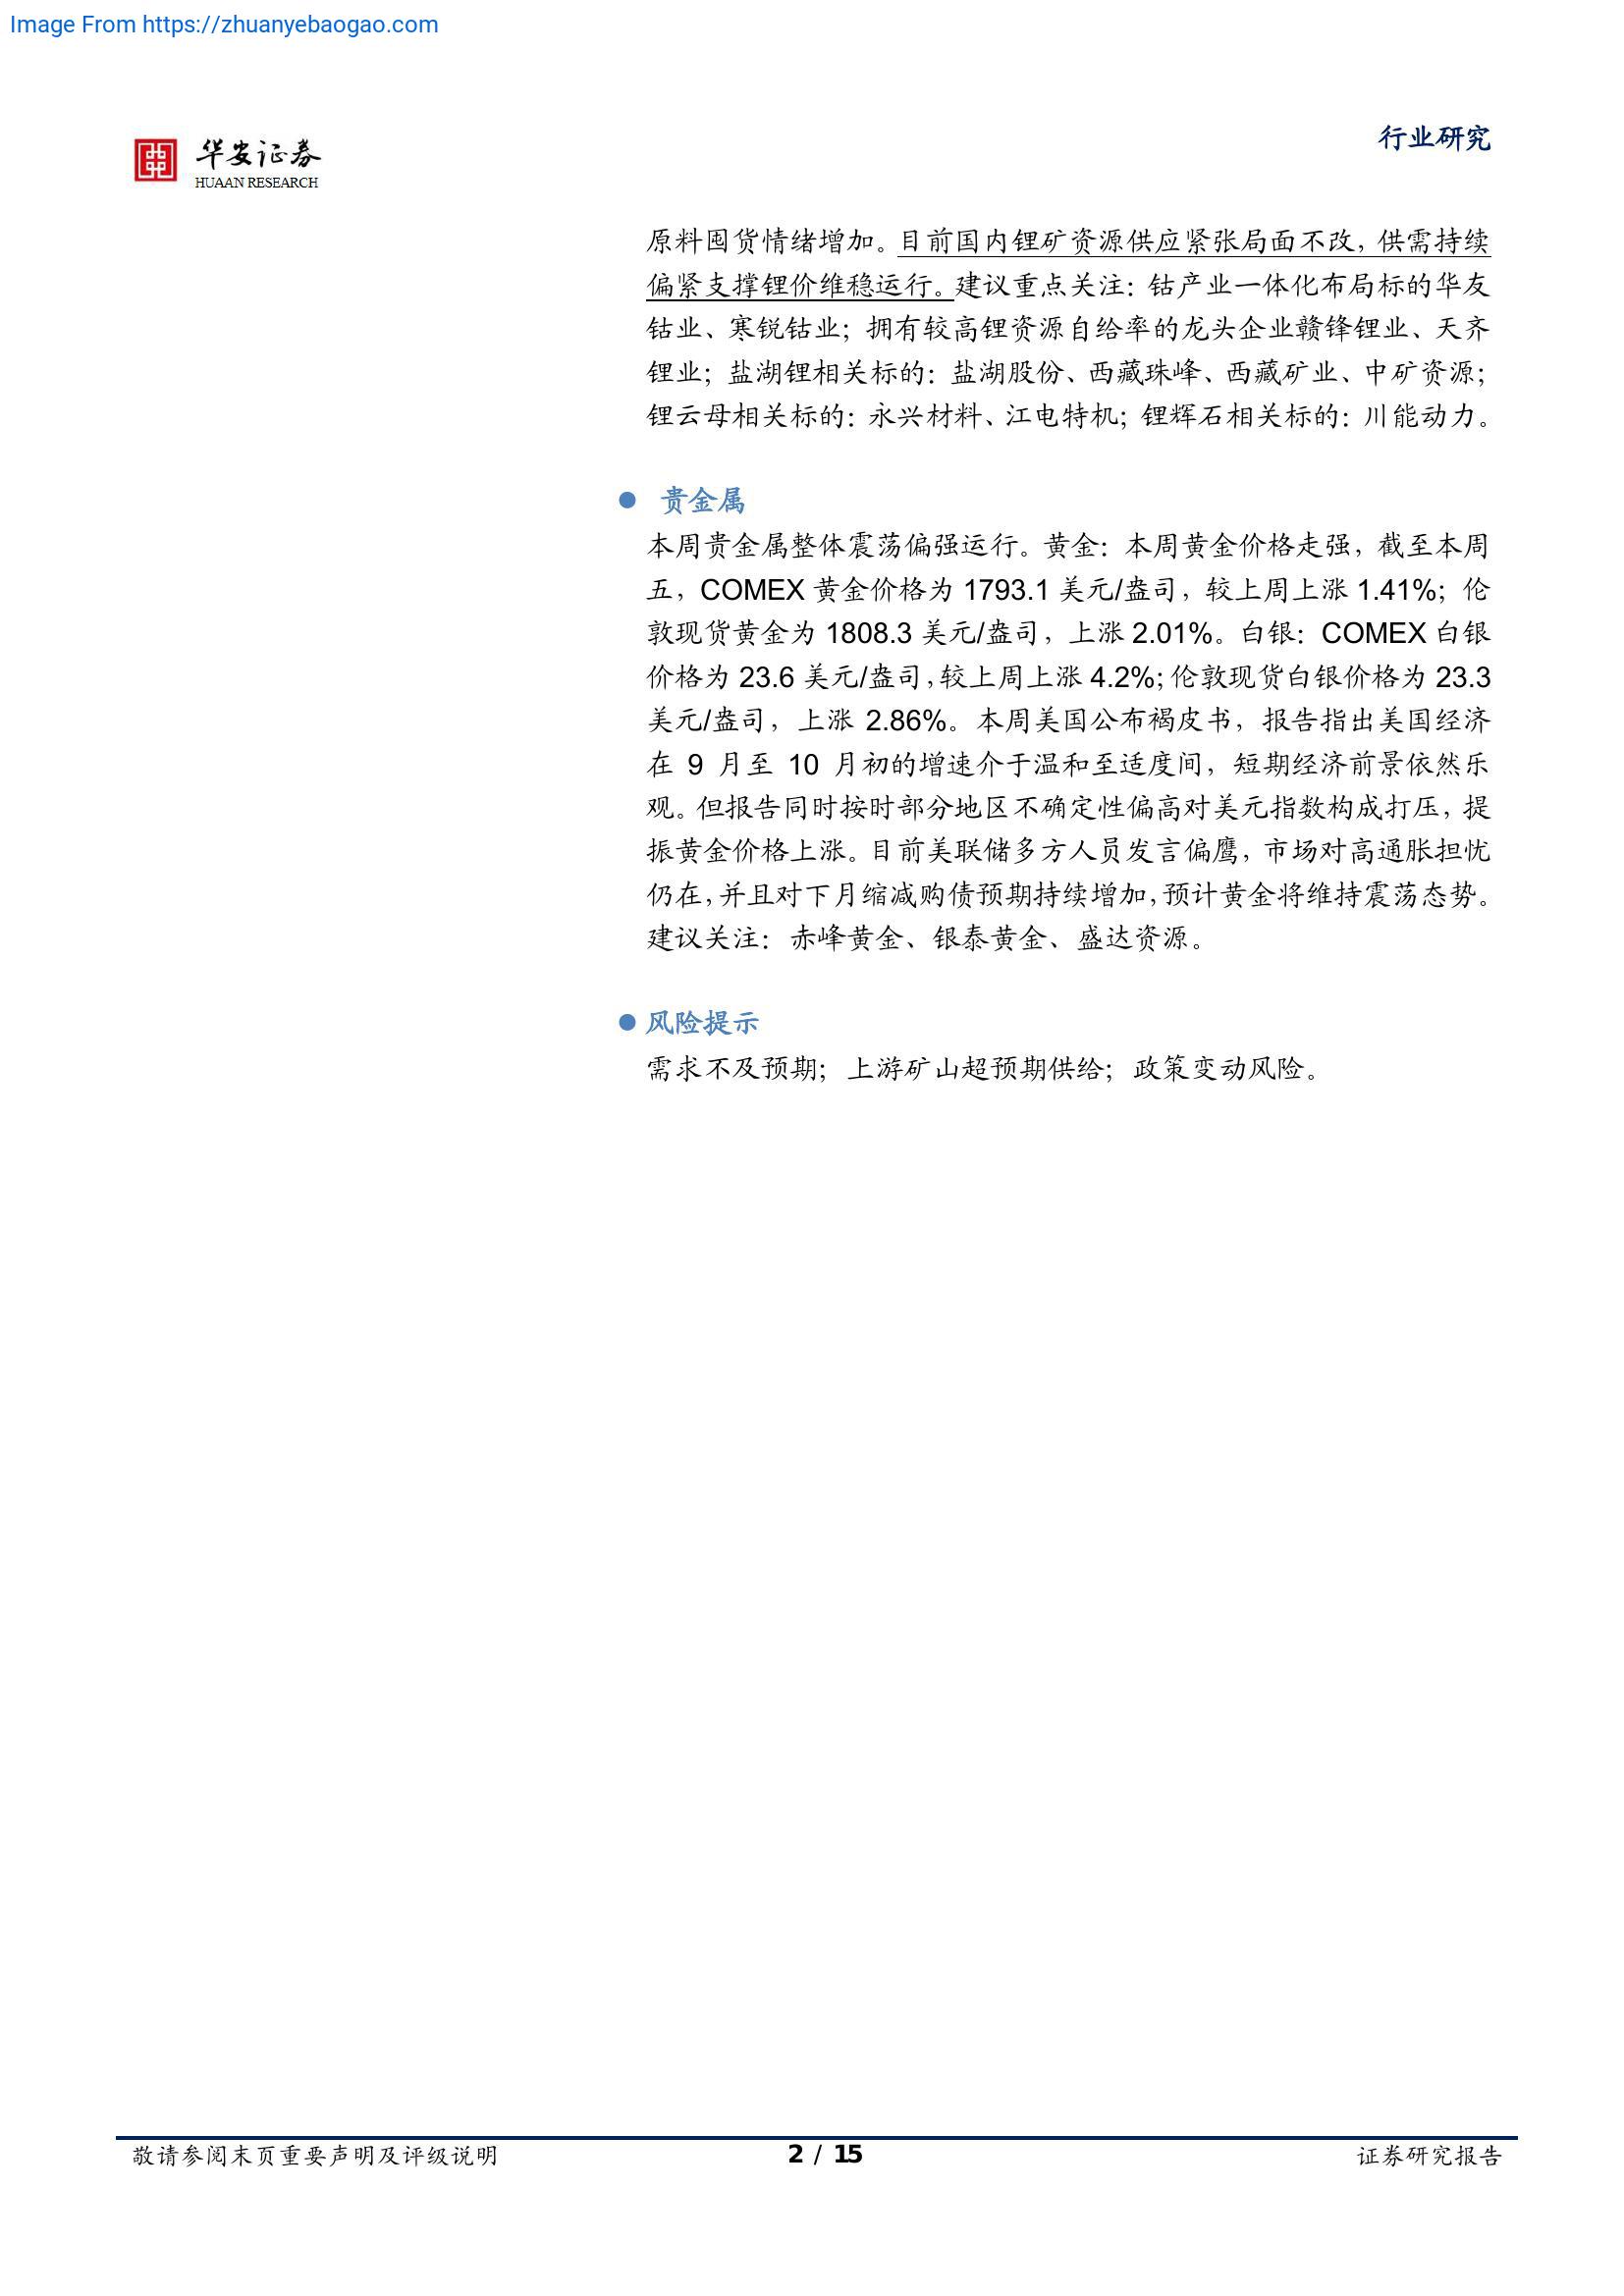 Image From https://zhuanyebaogao.com
华安证券
HUAAN RESEARCH
行业研究
原料囤货情绪增加。目前国内锂矿资源供应紧张局面不改，供需持续
偏紧支撑锂价维稳运行。建议重点关注：钴产业一体化布局标的华友
钴业、寒锐钴业；拥有较高锂资源自给率的龙头企业赣锋锂业、天齐
锂业；盐湖锂相关标的：盐湖股份、西藏珠峰、西藏矿业、中矿资源；
锂云母相关标的：永兴材料、江电特机；锂辉石相关标的：川能动力。
● 贵金属
本周贵金属整体震荡偏强运行。黄金：本周黄金价格走强，截至本周
五，COMEX 黄金价格为 1793.1 美元/盎司，较上周上涨 1.41%；伦
敦现货黄金为 1808.3 美元/盎司，上涨 2.01%。白银：COMEX 白银
价格为 23.6 美元/盎司，较上周上涨 4.2%；伦敦现货白银价格为 23.3
美元/盎司，上涨 2.86%。本周美国公布褐皮书，报告指出美国经济
在 9 月至 10 月初的增速介于温和至适度间，短期经济前景依然乐
观。但报告同时按时部分地区不确定性偏高对美元指数构成打压，提
振黄金价格上涨。目前美联储多方人员发言偏鹰，市场对高通胀担忧
仍在，并且对下月缩减购债预期持续增加，预计黄金将维持震荡态势。
建议关注：赤峰黄金、银泰黄金、盛达资源。
● 风险提示
需求不及预期；上游矿山超预期供给；政策变动风险。
敬请参阅末页重要声明及评级说明
2 / 15
证券研究报告